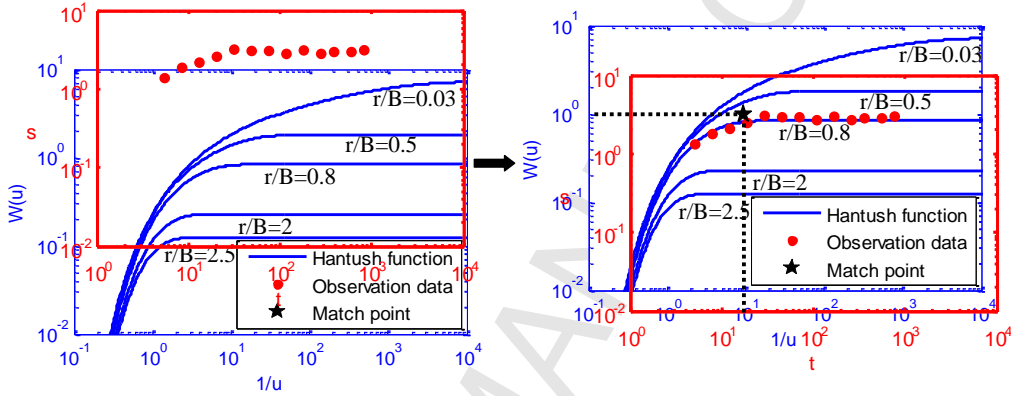 10^1
10^1
10^0
s
10^0
W(u)
10^-1
10^-1
10^-2
10^-2
r/B=0.03
r/B=0.5
r/B=0.8
r/B=2
r/B=2.5
10^0
10^2
10^3
10^4
Hantush function
Observation data
t
Match point
10^-1
10^0
10^1
10^2
10^3
10^4
1/u
10^1
10^1
10^0
10^0
W(u)
s
10^-1
10^-1
10^-2
10^-2
r/B=0.03
r/B=0.5
r/B=0.8
r/B=2
r/B=2.5
Hantush function
Observation data
Match point
10^-1
10^0
10^1
10^2
10^3
10^4
1/u
10^0
10^1
10^2
10^3
10^4
t
MAN